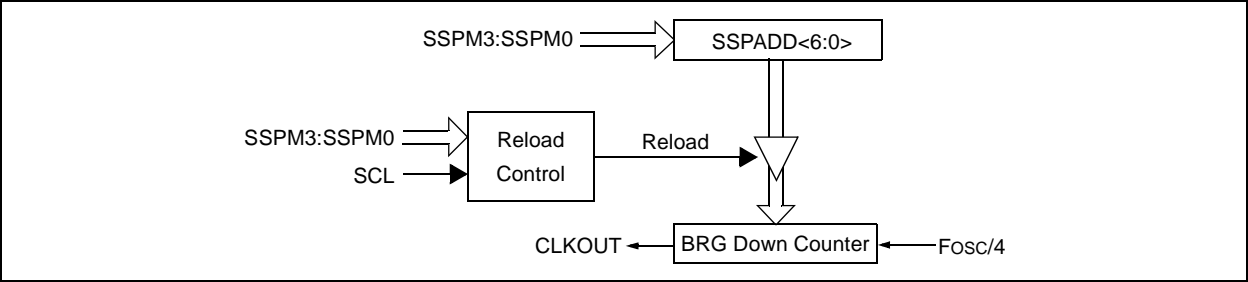 SSPM3:SSPM0
SSPADD<6:0>
SSPM3:SSPM0
SCL
Reload
Control
Reload
CLKOUT
BRG Down Counter
FOSC/4